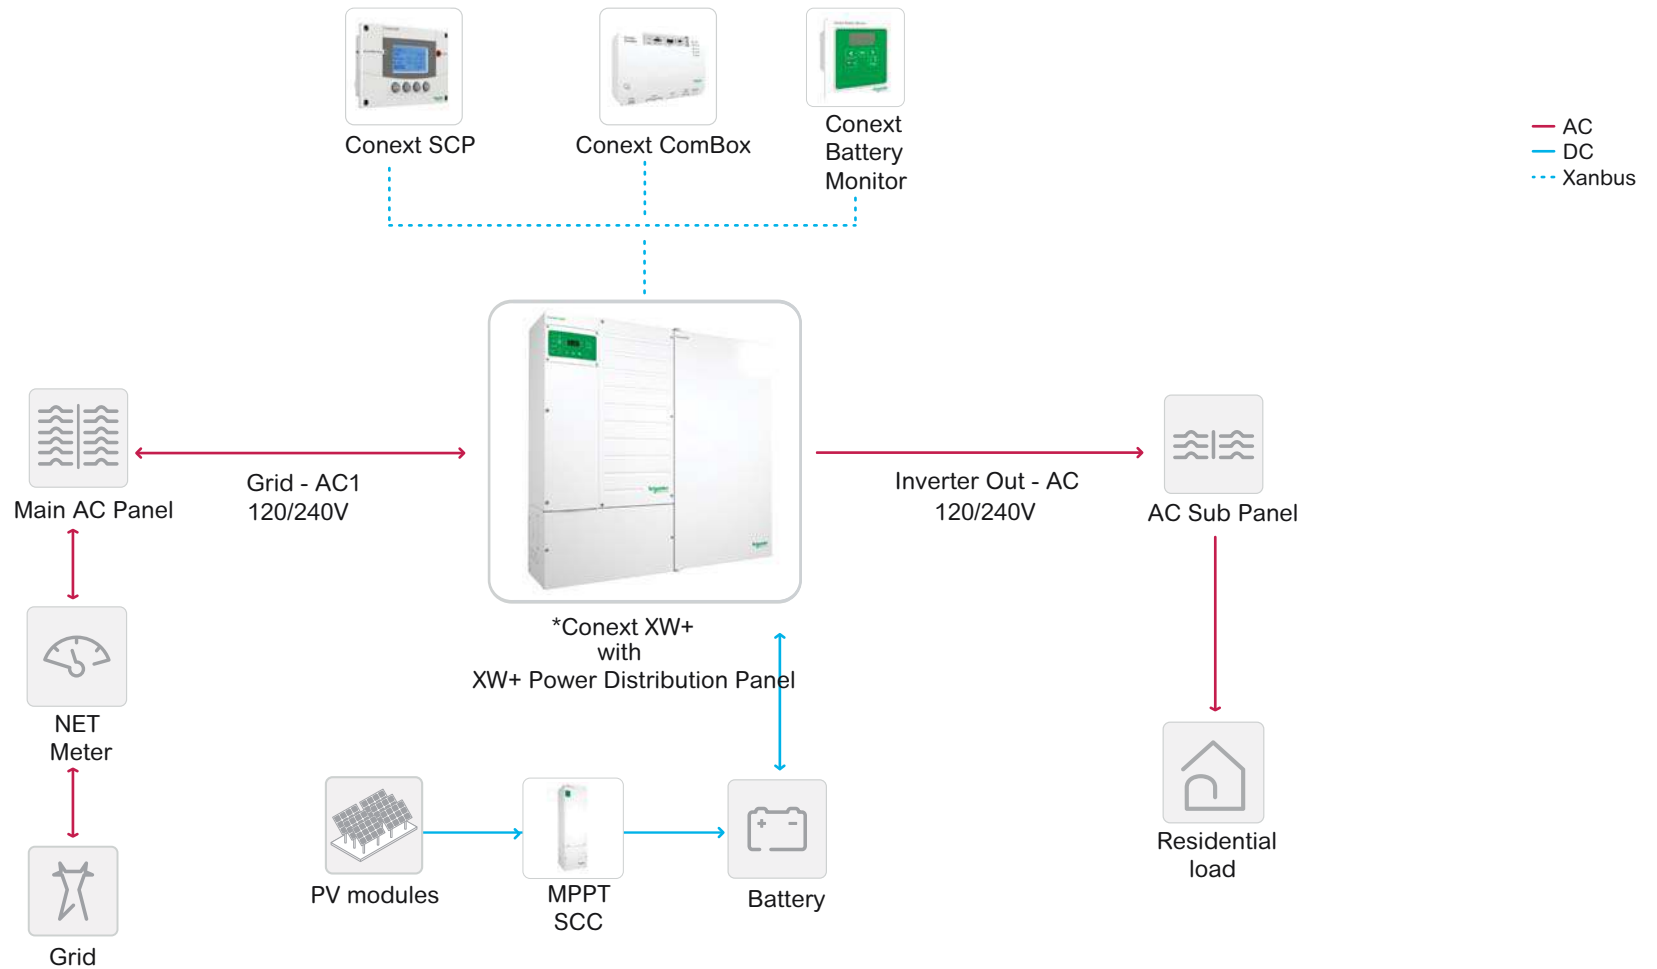 Conext SCP
Conext ComBox
Conext
Battery
Monitor
AC
DC
Xanbus
Main AC Panel
Grid - AC1
120/240V
Inverter Out - AC
120/240V
AC Sub Panel
*Conext XW+
with
XW+ Power Distribution Panel
NET
Meter
PV modules
MPPT
SCC
Battery
Residential
load
Grid